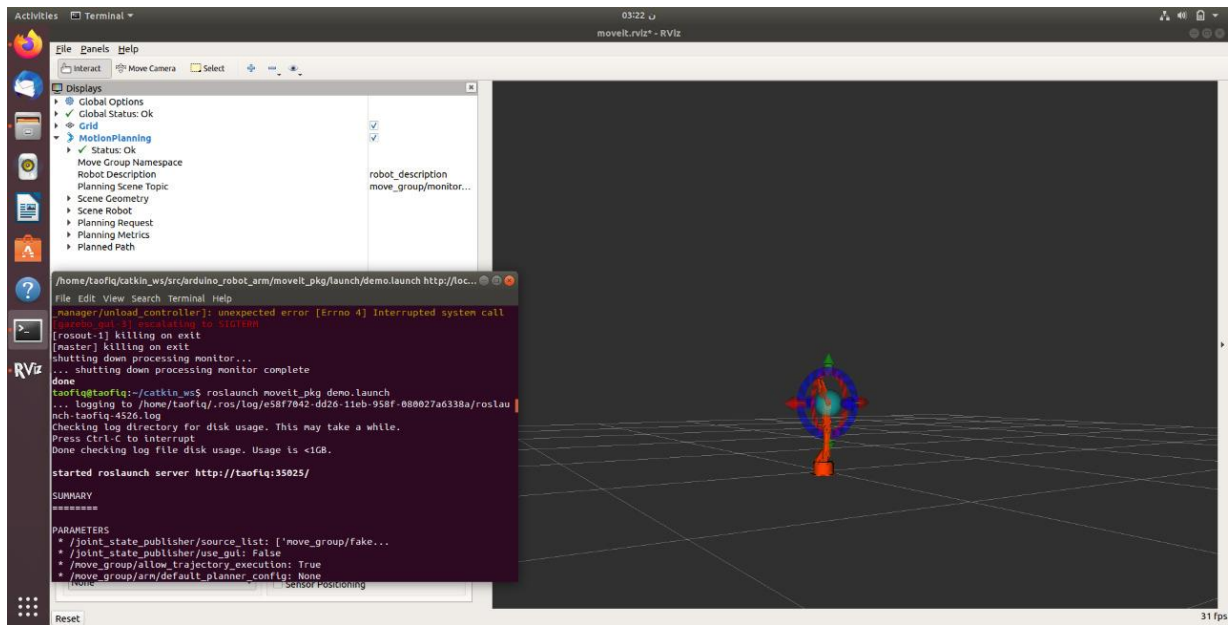 Activities Terminal
03:22 ن
moveit.rviz* - RViz
File Panels Help
Interact Move Camera Select
Displays
Global Options
Global Status: Ok
Grid
MotionPlanning
Status: Ok
Move Group Namespace
Robot Description robot_description
Planning Scene Topic move_group/monitor...
Scene Geometry
Scene Robot
Planning Request
Planning Metrics
Planned Path
/home/taofiq/catkin_ws/src/arduino_robot_arm/moveit_pkg/launch/demo.launch http://loc...
File Edit View Search Terminal Help
_manager/unload_controller]: unexpected error [Errno 4] Interrupted system call
[gazebo_gui-3] escalating to SIGTERM
[rosout-1] killing on exit
[master] killing on exit
shutting down processing monitor...
... shutting down processing monitor complete
done
taofiq@taofiq:~/catkin_ws$ roslaunch moveit_pkg demo.launch
... logging to /home/taofiq/.ros/log/e58f7042-dd26-11eb-958f-080027a6338a/roslau
nch-taofiq-4526.log
Checking log directory for disk usage. This may take a while.
Press Ctrl-C to interrupt
Done checking log file disk usage. Usage is <1GB.
started roslaunch server http://taofiq:35025/
SUMMARY
========
PARAMETERS
* /joint_state_publisher/source_list: ['move_group/fake...
* /joint_state_publisher/use_gui: False
* /move_group/allow_trajectory_execution: True
* /move_group/arm/default_planner_config: None
None Sensor Positioning
RViz
Reset
31 fps